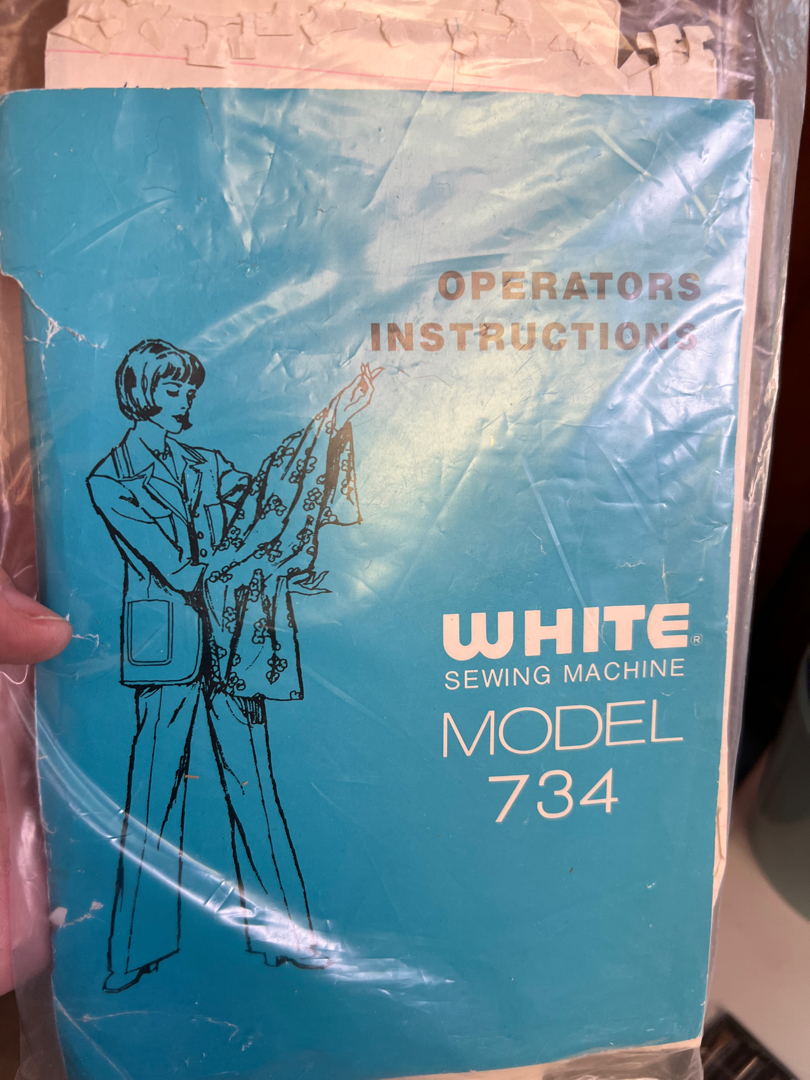 OPERATORS
INSTRUCTIONS
WHITE®
SEWING MACHINE
MODEL
734